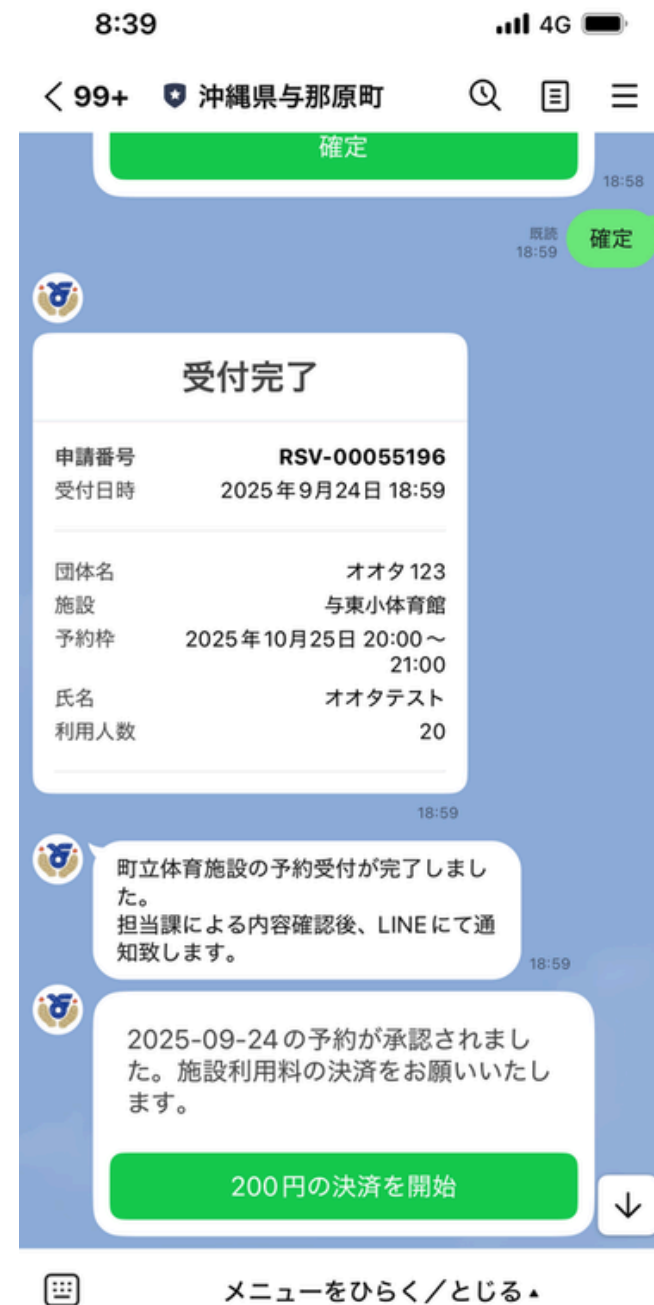 8:39
4G
99+ 沖縄県与那原町
確定
18:58
既読
18:59
確定
受付完了
申請番号 RSV-00055196
受付日時 2025年9月24日 18:59
団体名 オオタ123
施設 与東小体育館
予約枠 2025年10月25日 20:00〜
21:00
氏名 オオタテスト
利用人数 20
18:59
町立体育施設の予約受付が完了しまし
た。
担当課による内容確認後、LINEにて通
知致します。
18:59
2025-09-24の予約が承認されまし
た。施設利用料の決済をお願いいたし
ます。
200円の決済を開始
メニューをひらく／とじる▲